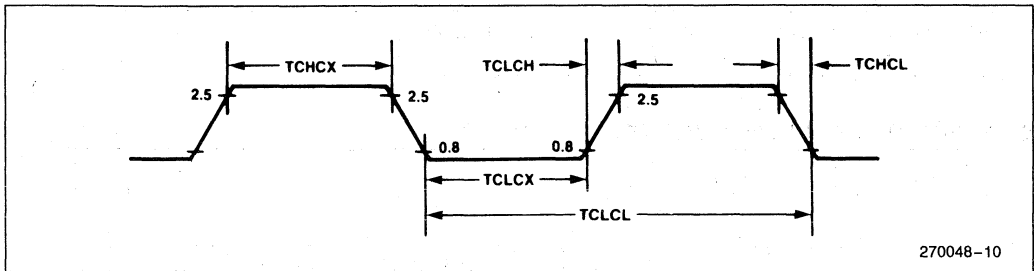 TCHCX TCLCH TCHCL
2.5 2.5 2.5
0.8 0.8
TCLCX
TCLCL
270048-10